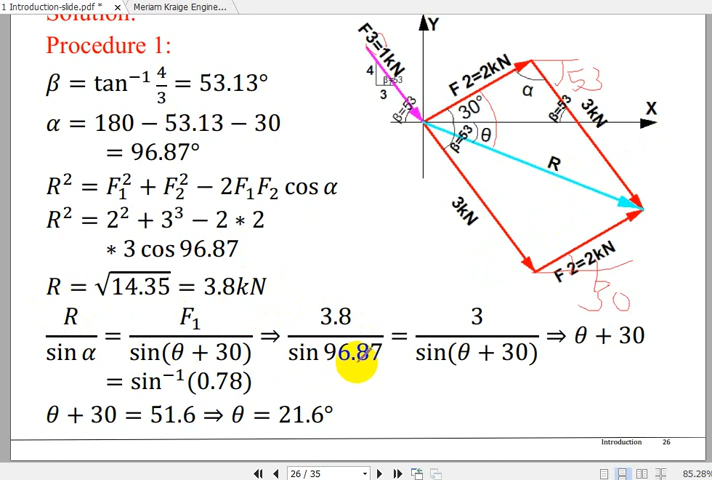 1 Introduction-slide.pdf * × Meriam Kraige Engine... ×
Solution:
Procedure 1:
β = tan⁻¹ 4/3 = 53.13°
α = 180 − 53.13 − 30
= 96.87°
R² = F₁² + F₂² − 2F₁F₂ cos α
R² = 2² + 3³ − 2 ∗ 2
∗ 3 cos 96.87
R = √14.35 = 3.8kN
R/sin α = F₁/sin(θ + 30) ⇒ 3.8/sin 96.87 = 3/sin(θ + 30) ⇒ θ + 30
= sin⁻¹(0.78)
θ + 30 = 51.6 ⇒ θ = 21.6°
Y
F3=1kN
4
β=53
3
β=53
F 2=2kN
53
α
30°
β=53
3kN
X
β=53
θ
R
3kN
F 2=2kN
30
Introduction 26
26 / 35
85.28%